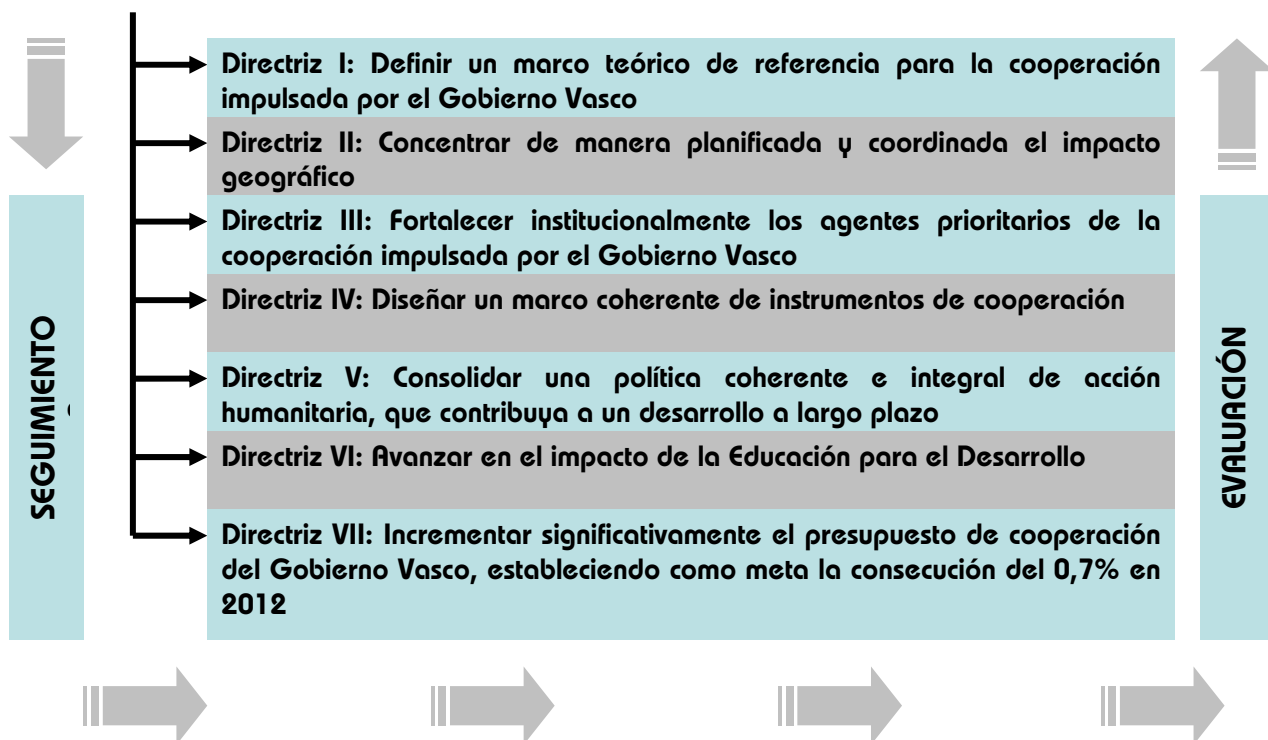 Directriz I: Definir un marco teórico de referencia para la cooperación
impulsada por el Gobierno Vasco
Directriz II: Concentrar de manera planificada y coordinada el impacto
geográfico
Directriz III: Fortalecer institucionalmente los agentes prioritarios de la
cooperación impulsada por el Gobierno Vasco
Directriz IV: Diseñar un marco coherente de instrumentos de cooperación
Directriz V: Consolidar una política coherente e integral de acción
humanitaria, que contribuya a un desarrollo a largo plazo
Directriz VI: Avanzar en el impacto de la Educación para el Desarrollo
Directriz VII: Incrementar significativamente el presupuesto de cooperación
del Gobierno Vasco, estableciendo como meta la consecución del 0,7% en
2012
SEGUIMIENTO
EVALUACIÓN